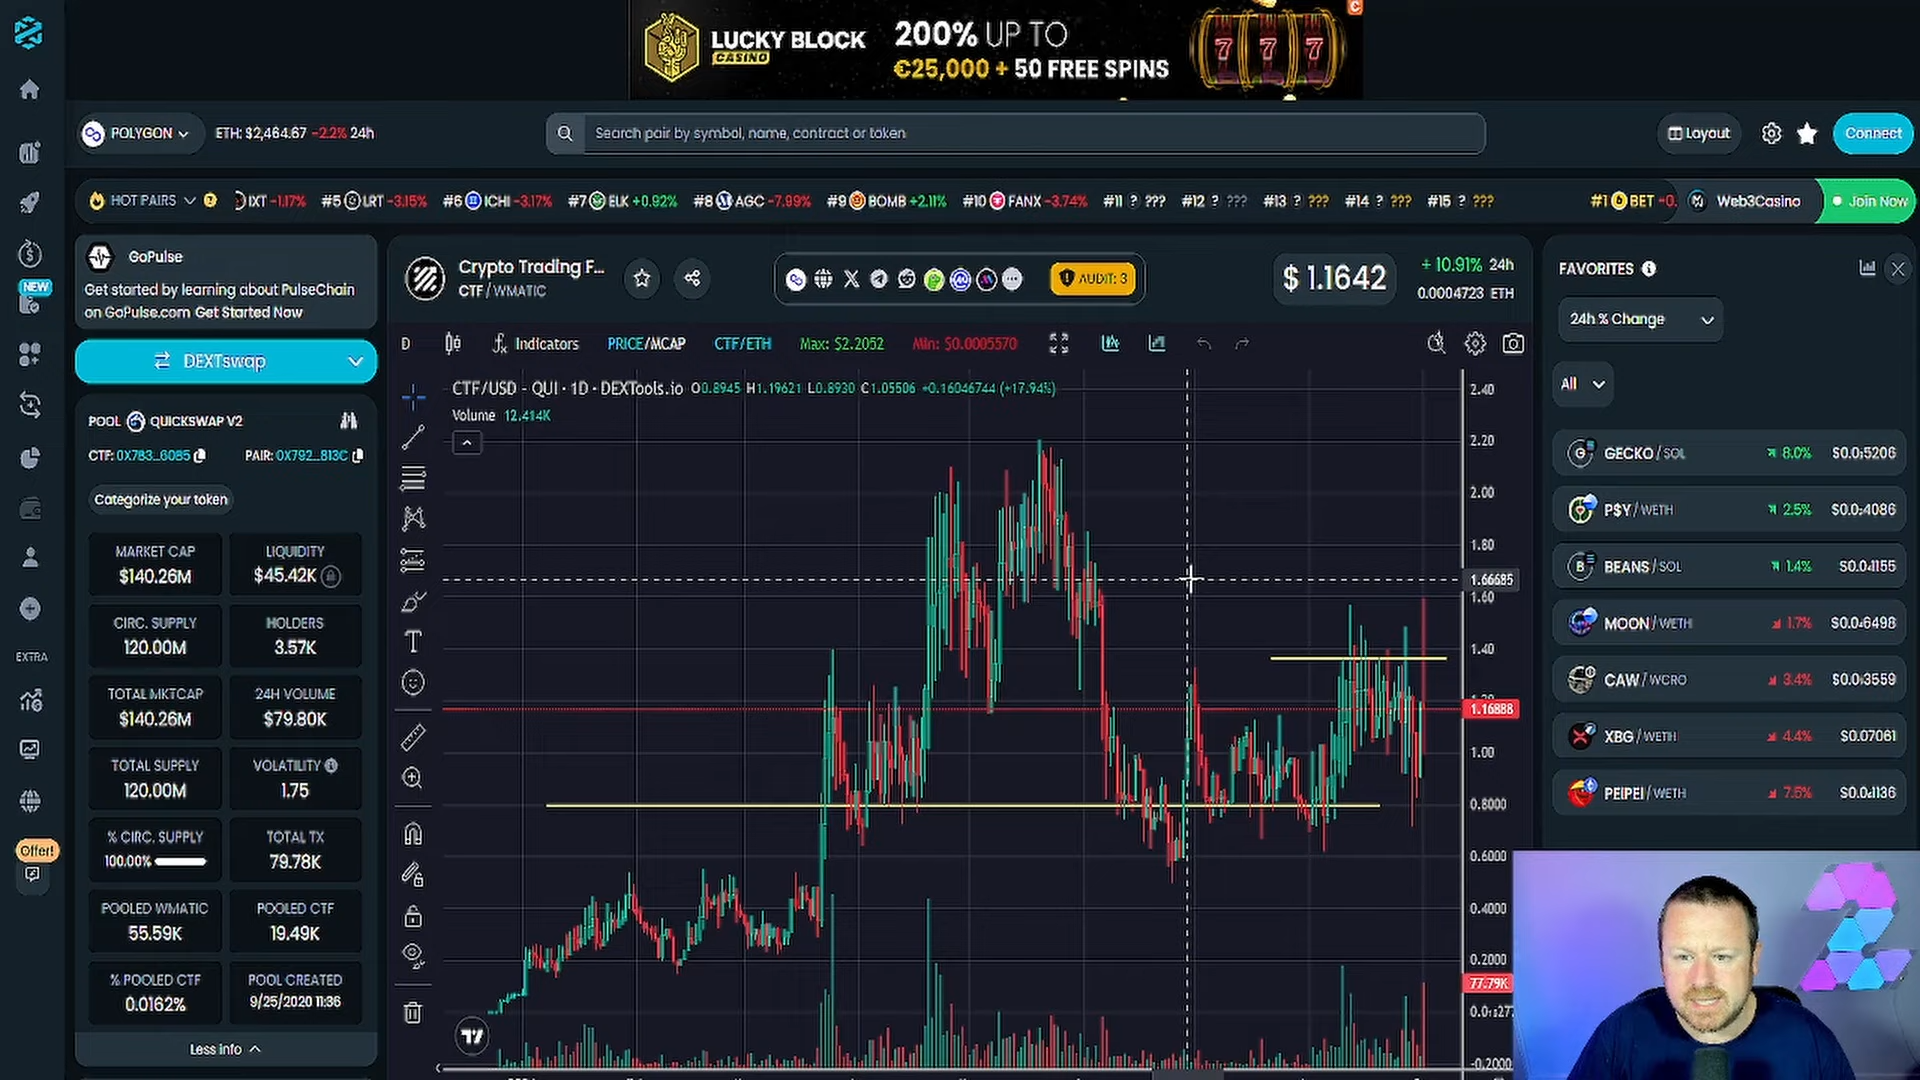 LUCKY BLOCK
CASINO
200% UP TO
€25,000 + 50 FREE SPINS
7 7 7
POLYGON
ETH: $2,464.67 -2.2% 24h
Search pair by symbol, name, contract or token
Layout
Connect
HOT PAIRS
IXT -1.17%
#5 LRT -3.15%
#6 ICHI -3.17%
#7 ELK +0.92%
#8 AGC -7.99%
#9 BOMB +2.11%
#10 FANX -3.74%
#11 ? ???
#12 ? ???
#13 ? ???
#14 ? ???
#15 ? ???
#1 BET +0.
Web3Casino
Join Now
NEW
EXTRA
Offer!
GoPulse
Get started by learning about PulseChain
on GoPulse.com Get Started Now
DEXTswap
POOL QUICKSWAP V2
CTF: 0X783...6085
PAIR: 0X792...813C
Categorize your token
MARKET CAP
$140.26M
LIQUIDITY
$45.42K
CIRC. SUPPLY
120.00M
HOLDERS
3.57K
TOTAL MKTCAP
$140.26M
24H VOLUME
$79.80K
TOTAL SUPPLY
120.00M
VOLATILITY
1.75
% CIRC. SUPPLY
100.00%
TOTAL TX
79.78K
POOLED WMATIC
55.59K
POOLED CTF
19.49K
% POOLED CTF
0.0162%
POOL CREATED
9/25/2020 11:36
Less info
Crypto Trading F...
CTF / WMATIC
AUDIT: 3
$ 1.1642
+ 10.91% 24h
0.0004723 ETH
D
Indicators
PRICE/MCAP
CTF/ETH
Max: $2.2052
Min: $0.0005570
CTF/USD - QUI · 1D · DEXTools.io O0.8945 H1.19621 L0.8930 C1.05506 +0.16046744 (+17.94%)
Volume 12.414K
2.40
2.20
2.00
1.80
1.66685
1.60
1.40
1.16888
1.00
0.8000
0.6000
0.4000
0.2000
77.79K
-0.2000
FAVORITES
24h % Change
All
GECKO / SOL 8.0% $0.0₅5206
P$Y / WETH 2.5% $0.0₄4086
BEANS / SOL 1.4% $0.04155
MOON / WETH 1.7% $0.0₆6498
CAW / WCRO 3.4% $0.0₃3559
XBG / WETH 4.4% $0.07061
PEIPEI / WETH 7.5%